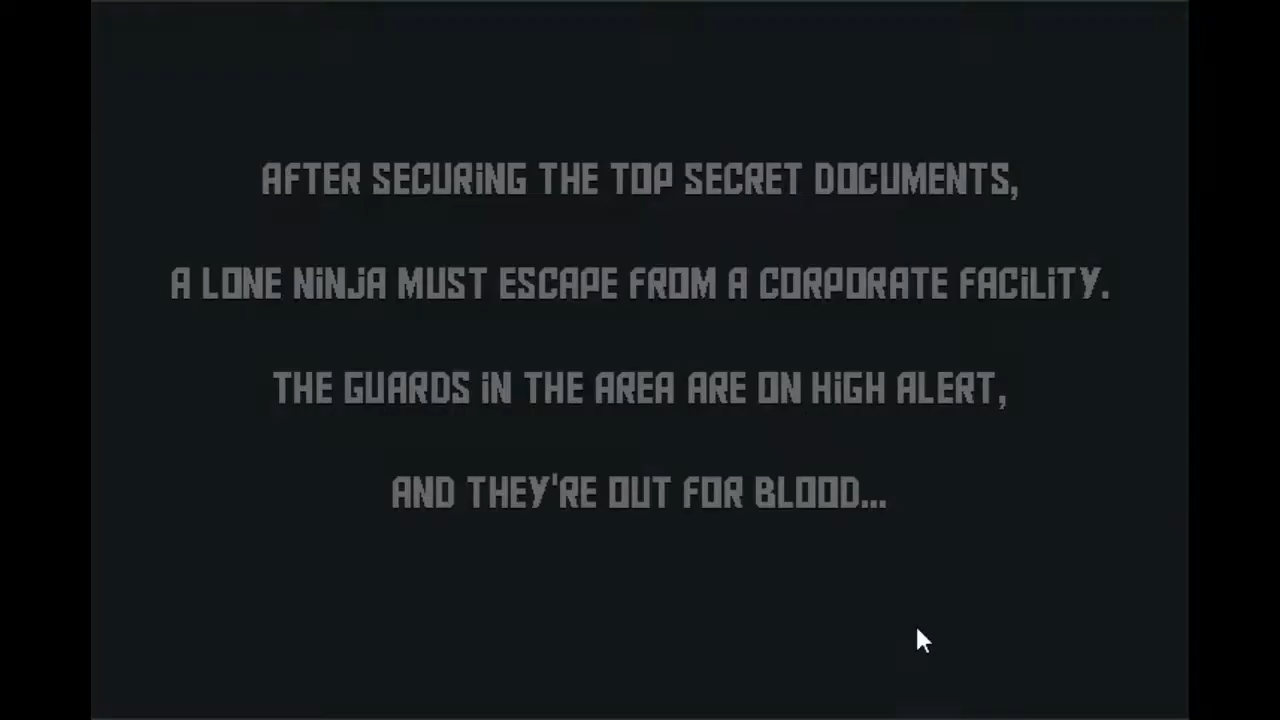 AFTER SECURiNG THE TOP SECRET DOCUMENTS,
A LONE NiNJA MUST ESCAPE FROM A CORPORATE FACiLiTY.
THE GUARDS iN THE AREA ARE ON HiGH ALERT,
AND THEY'RE OUT FOR BLOOD...